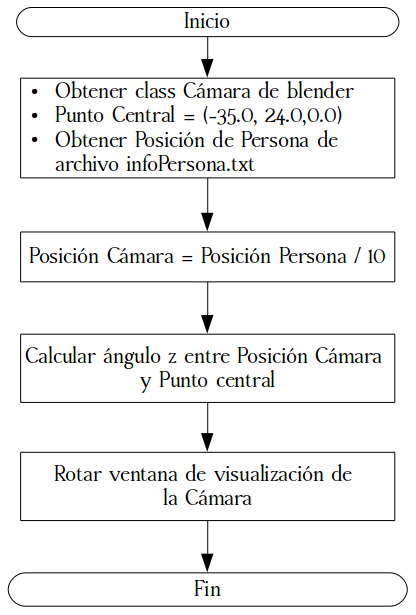 Inicio
• Obtener class Cámara de blender
• Punto Central = (-35.0, 24.0,0.0)
• Obtener Posición de Persona de
archivo infoPersona.txt
Posición Cámara = Posición Persona / 10
Calcular ángulo z entre Posición Cámara
y Punto central
Rotar ventana de visualización de
la Cámara
Fin